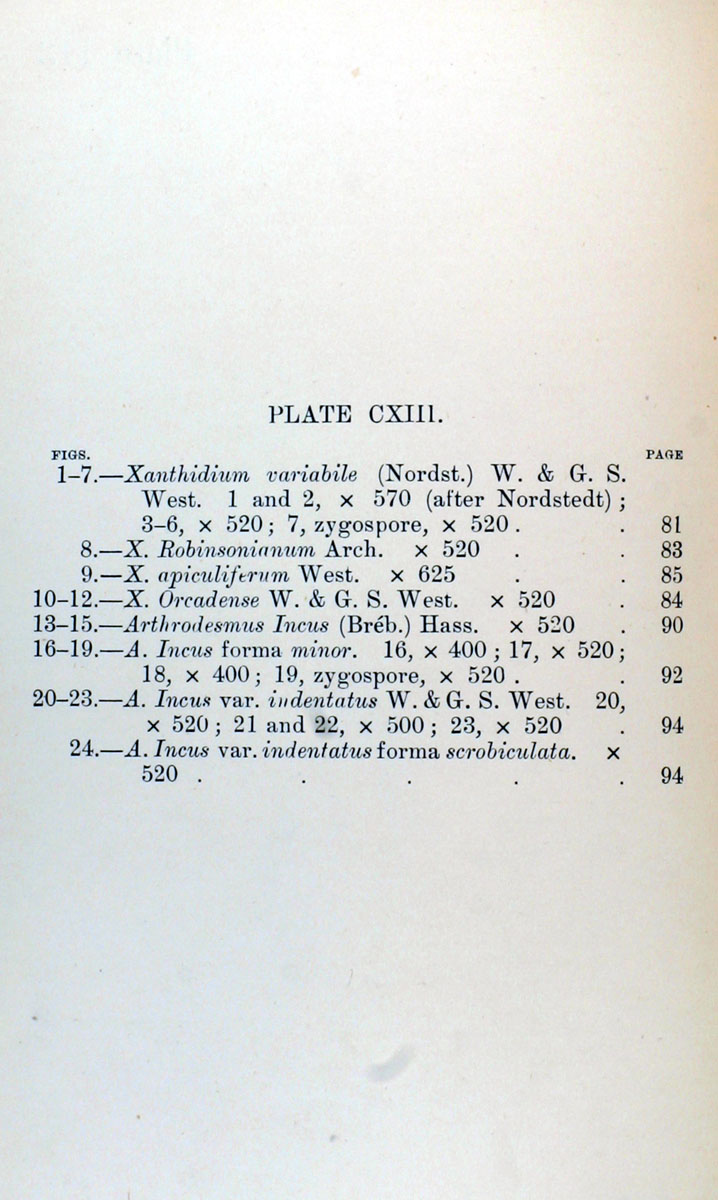 PLATE CXIII.
FIGS. PAGE
1–7.—Xanthidium variabile (Nordst.) W. & G. S.
West. 1 and 2, × 570 (after Nordstedt) ;
3–6, × 520 ; 7, zygospore, × 520 . . 81
8.—X. Robinsonianum Arch. × 520 . . 83
9.—X. apiculiferum West. × 625 . . 85
10–12.—X. Orcadense W. & G. S. West. × 520 . 84
13–15.—Arthrodesmus Incus (Bréb.) Hass. × 520 . 90
16–19.—A. Incus forma minor. 16, × 400 ; 17, × 520 ;
18, × 400 ; 19, zygospore, × 520 . . 92
20–23.—A. Incus var. indentatus W. & G. S. West. 20,
× 520 ; 21 and 22, × 500 ; 23, × 520 . 94
24.—A. Incus var. indentatus forma scrobiculata. ×
520 . . . . . 94